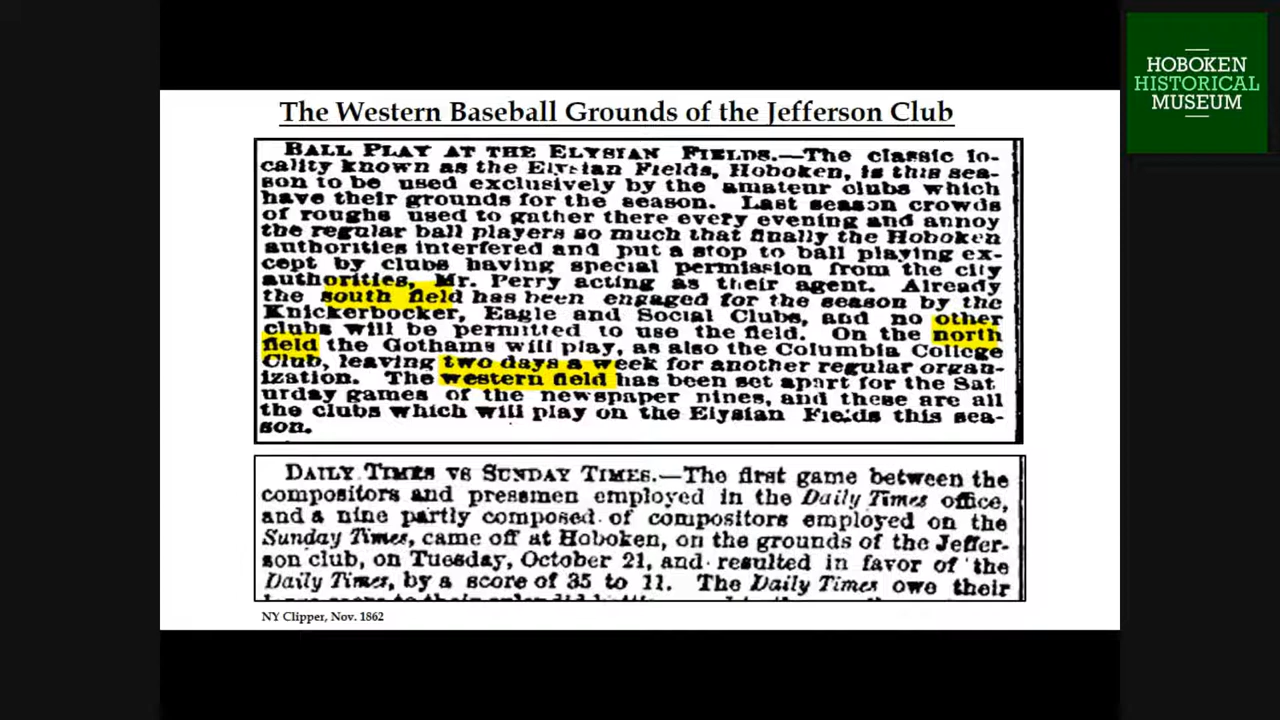 HOBOKEN
HISTORICAL
MUSEUM
The Western Baseball Grounds of the Jefferson Club
BALL PLAY AT THE ELYSIAN FIELDS.—The classic lo-
cality known as the Elysian Fields, Hoboken, is this sea-
son to be used exclusively by the amateur clubs which
have their grounds for the season. Last season crowds
of roughs used to gather there every evening and annoy
the regular ball players so much that finally the Hoboken
authorities interfered and put a stop to ball playing ex-
cept by clubs having special permission from the city
authorities, Mr. Perry acting as their agent. Already
the south field has been engaged for the season by the
Knickerbocker, Eagle and Social Clubs, and no other
clubs will be permitted to use the field. On the north
field the Gothams will play, as also the Columbia College
Club, leaving two days a week for another regular organ-
ization. The western field has been set apart for the Sat
urday games of the newspaper nines, and these are all
the clubs which will play on the Elysian Fields this sea-
son.
DAILY TIMES VS SUNDAY TIMES.—The first game between the
compositors and pressmen employed in the Daily Times office,
and a nine partly composed of compositors employed on the
Sunday Times, came off at Hoboken, on the grounds of the Jeffer-
son club, on Tuesday, October 21, and resulted in favor of the
Daily Times, by a score of 35 to 11. The Daily Times owe their
NY Clipper, Nov. 1862